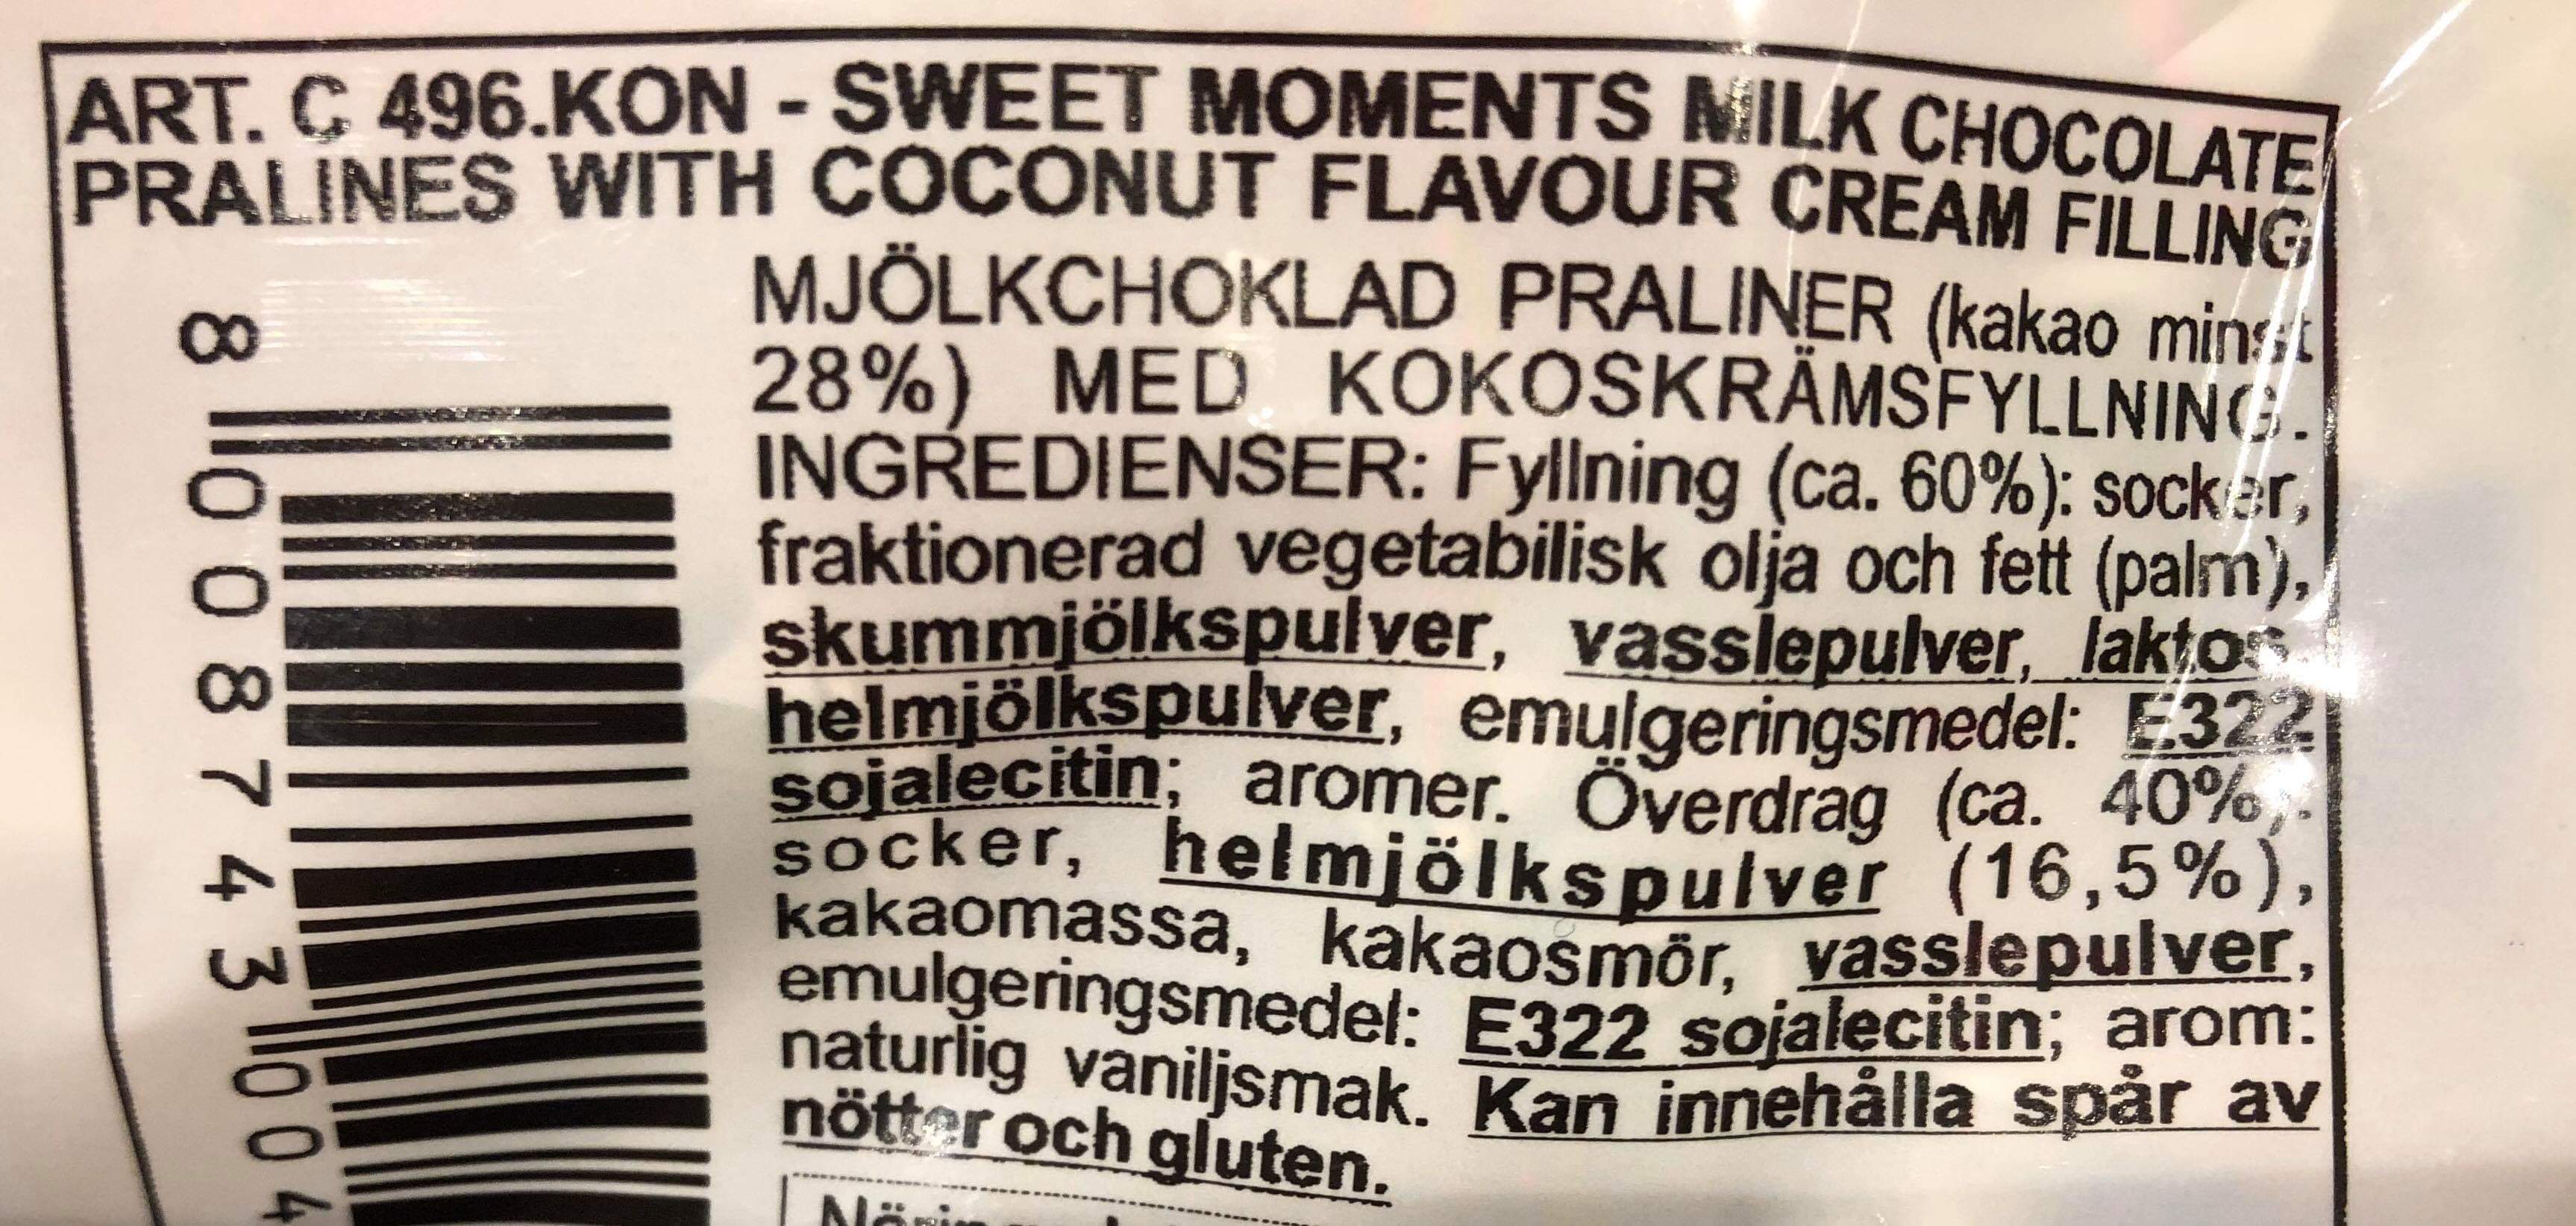 ART. C 496.KON - SWEET MOMENTS MILK CHOCOLATE
PRALINES WITH COCONUT FLAVOUR CREAM FILLING
MJÖLKCHOKLAD PRALINER (kakao minst
28%) MED KOKOSKRÄMSFYLLNING.
INGREDIENSER: Fyllning (ca. 60%): socker,
fraktionerad vegetabilisk olja och fett (palm),
skummjölkspulver, vasslepulver, laktos,
helmjölkspulver, emulgeringsmedel: E322
sojalecitin; aromer. Överdrag (ca. 40%):
socker, helmjölkspulver (16,5%),
kakaomassa, kakaosmör, vasslepulver,
emulgeringsmedel: E322 sojalecitin; arom:
naturlig vaniljsmak. Kan innehålla spår av
nötter och gluten.
8 008743 004